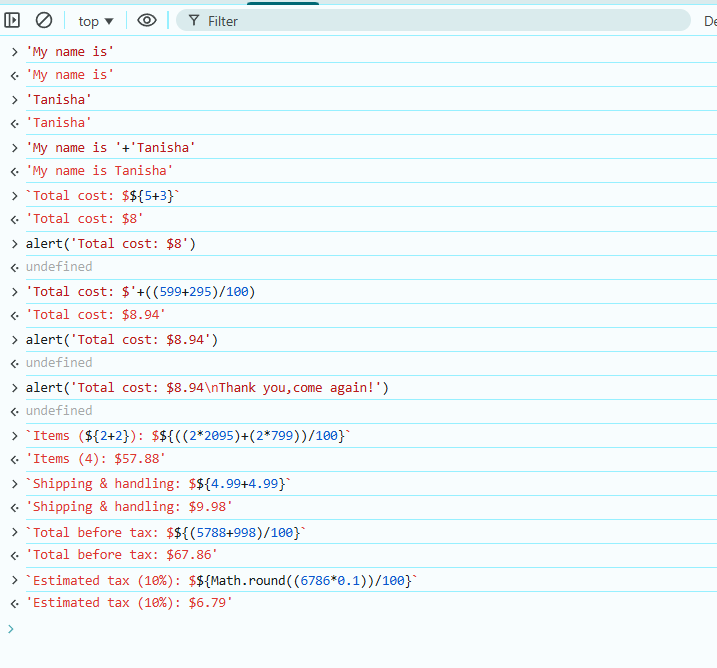 top ▼ Filter De
> 'My name is'
<· 'My name is'
> 'Tanisha'
<· 'Tanisha'
> 'My name is '+'Tanisha'
<· 'My name is Tanisha'
> `Total cost: $${5+3}`
<· 'Total cost: $8'
> alert('Total cost: $8')
<· undefined
> 'Total cost: $'+((599+295)/100)
<· 'Total cost: $8.94'
> alert('Total cost: $8.94')
<· undefined
> alert('Total cost: $8.94\nThank you,come again!')
<· undefined
> `Items (${2+2}): $${((2*2095)+(2*799))/100}`
<· 'Items (4): $57.88'
> `Shipping & handling: $${4.99+4.99}`
<· 'Shipping & handling: $9.98'
> `Total before tax: $${(5788+998)/100}`
<· 'Total before tax: $67.86'
> `Estimated tax (10%): $${Math.round((6786*0.1))/100}`
<· 'Estimated tax (10%): $6.79'
>